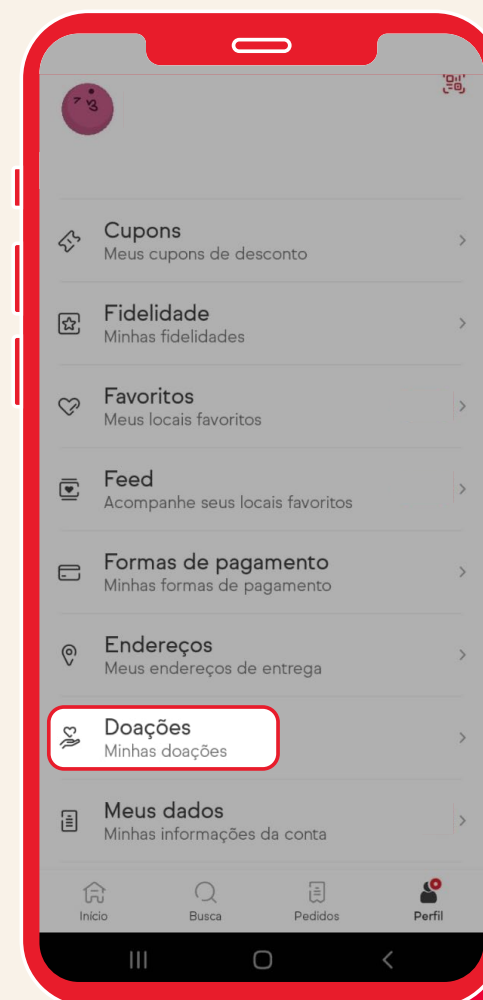 Cupons
Meus cupons de desconto
Fidelidade
Minhas fidelidades
Favoritos
Meus locais favoritos
Feed
Acompanhe seus locais favoritos
Formas de pagamento
Minhas formas de pagamento
Endereços
Meus endereços de entrega
Doações
Minhas doações
Meus dados
Minhas informações da conta
Início Busca Pedidos Perfil